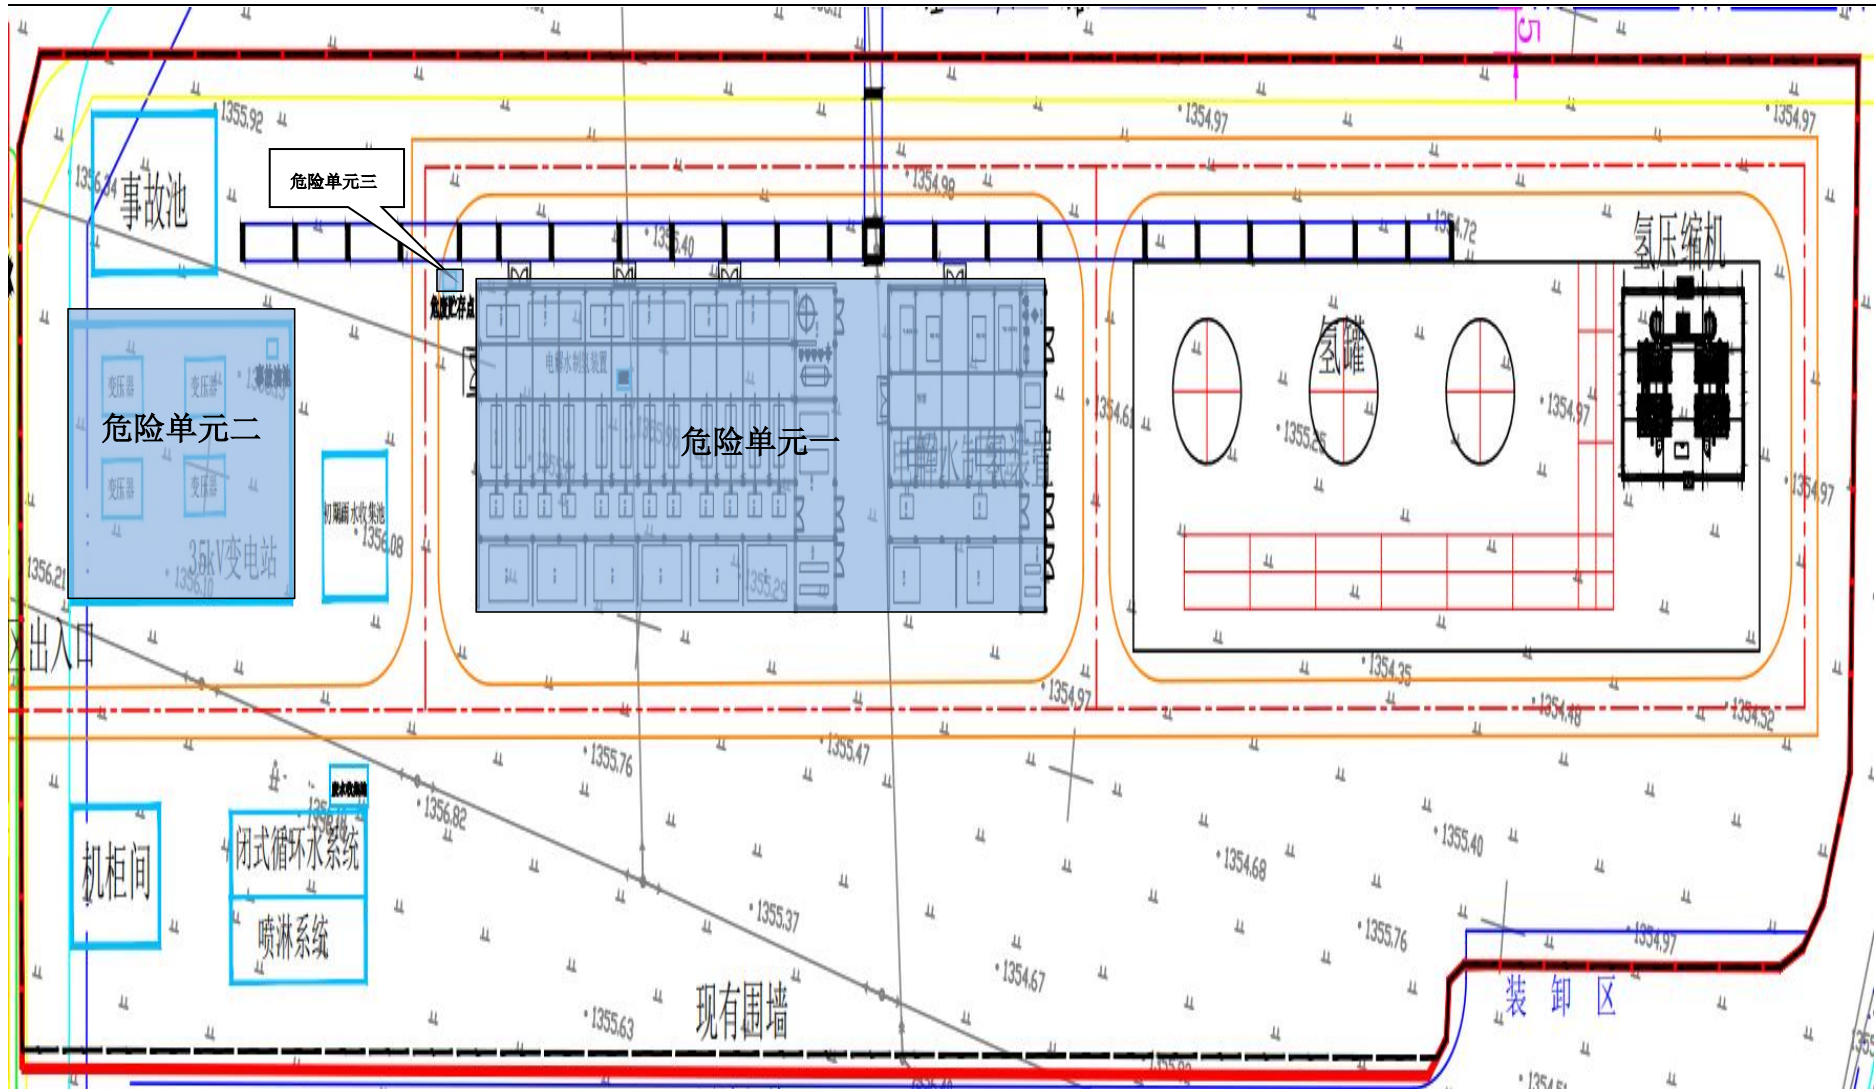 5
1355.92
1354.97
1354.97
危险单元三
1356.34
事故池
1354.98
1355.40
1354.72
氢压缩机
危废贮存点
氢罐
电解水制氢装置
变压器
变压器
事故油池
1354.61
1354.97
1355.25
危险单元二
危险单元一
电解水制氢装置
变压器
变压器
初期雨水收集池
1354.97
35kV变电站
1356.08
1356.21
1356.10
1355.29
出入口
1354.35
1354.97
1354.48
1354.52
1355.76
1355.47
废水收集池
1356.82
闭式循环水系统
机柜间
1355.40
1354.68
喷淋系统
1355.37
1355.76
1354.97
1354.67
现有围墙
1355.63
装卸区